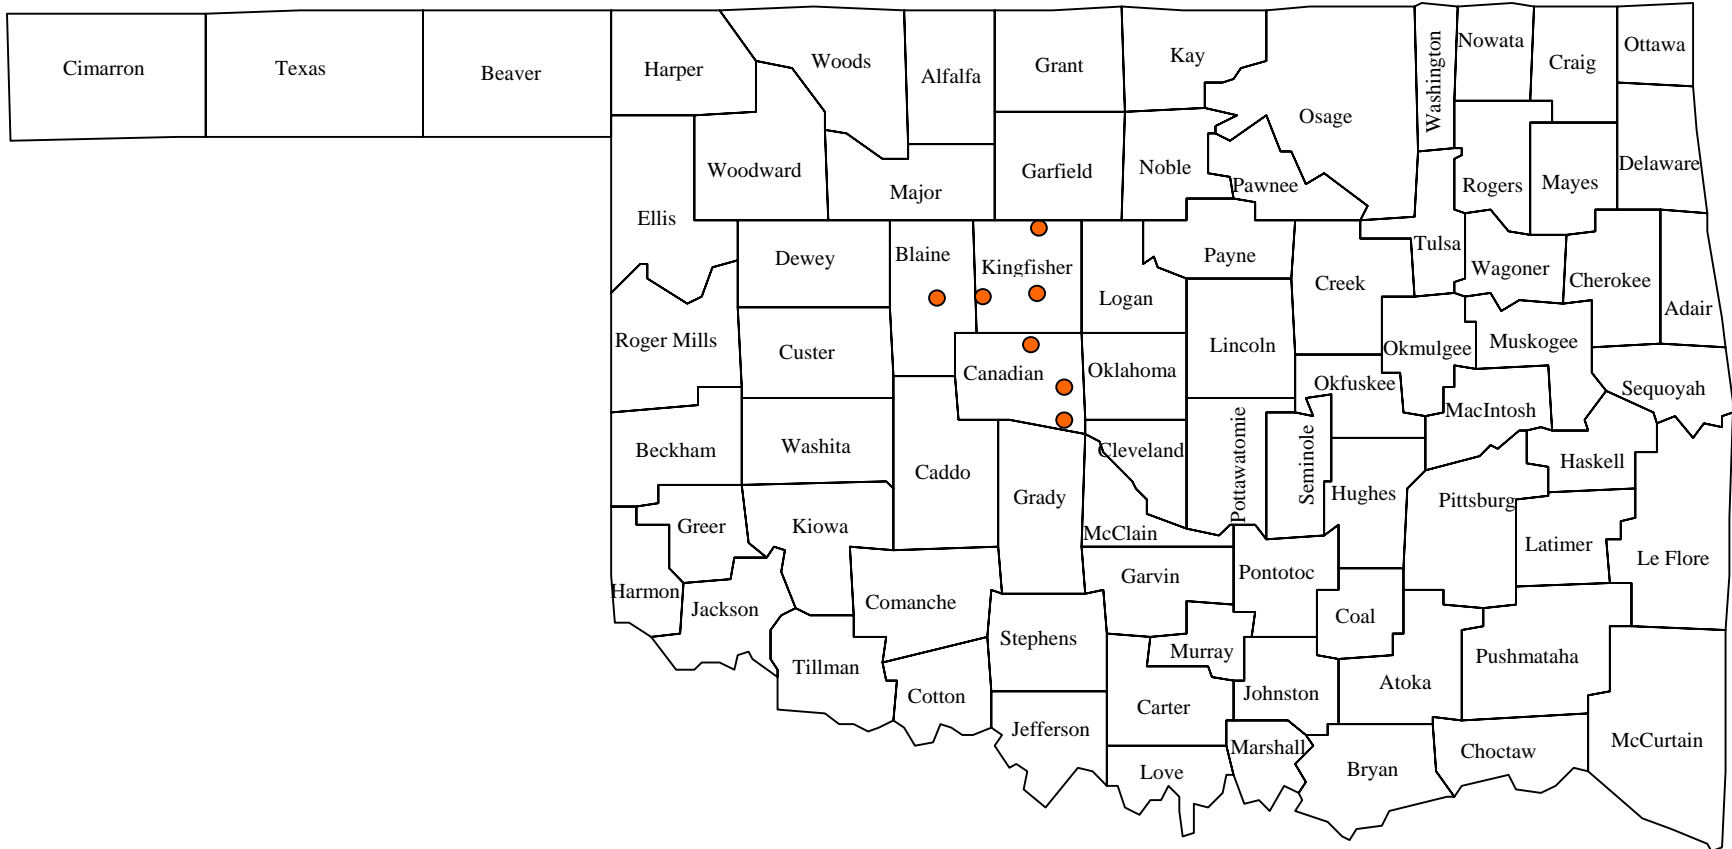 Cimarron
Texas
Beaver
Harper
Woods
Alfalfa
Grant
Kay
Osage
Washington
Nowata
Craig
Ottawa
Woodward
Major
Garfield
Noble
Pawnee
Rogers
Mayes
Delaware
Ellis
Dewey
Blaine
Kingfisher
Logan
Payne
Creek
Tulsa
Wagoner
Cherokee
Adair
Roger Mills
Custer
Canadian
Oklahoma
Lincoln
Okfuskee
Okmulgee
Muskogee
Sequoyah
Beckham
Washita
Caddo
Grady
Cleveland
Pottawatomie
Seminole
Hughes
MacIntosh
Pittsburg
Haskell
Greer
Kiowa
McClain
Latimer
Le Flore
Harmon
Jackson
Comanche
Garvin
Pontotoc
Coal
Tillman
Stephens
Murray
Johnston
Atoka
Pushmataha
Cotton
Jefferson
Carter
Marshall
Choctaw
McCurtain
Love
Bryan